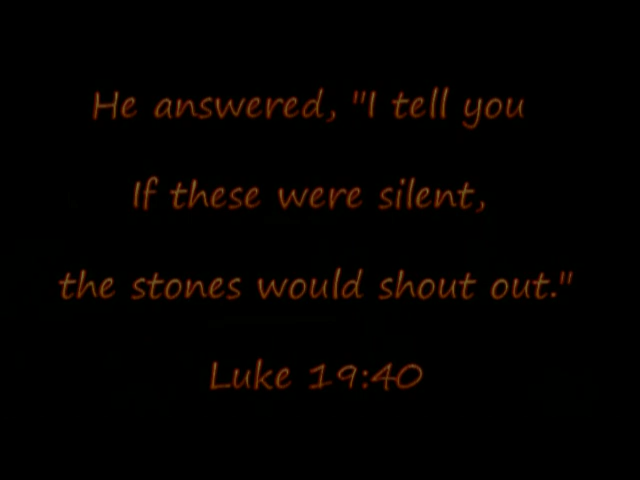 He answered, "I tell you
If these were silent,
the stones would shout out."
Luke 19:40